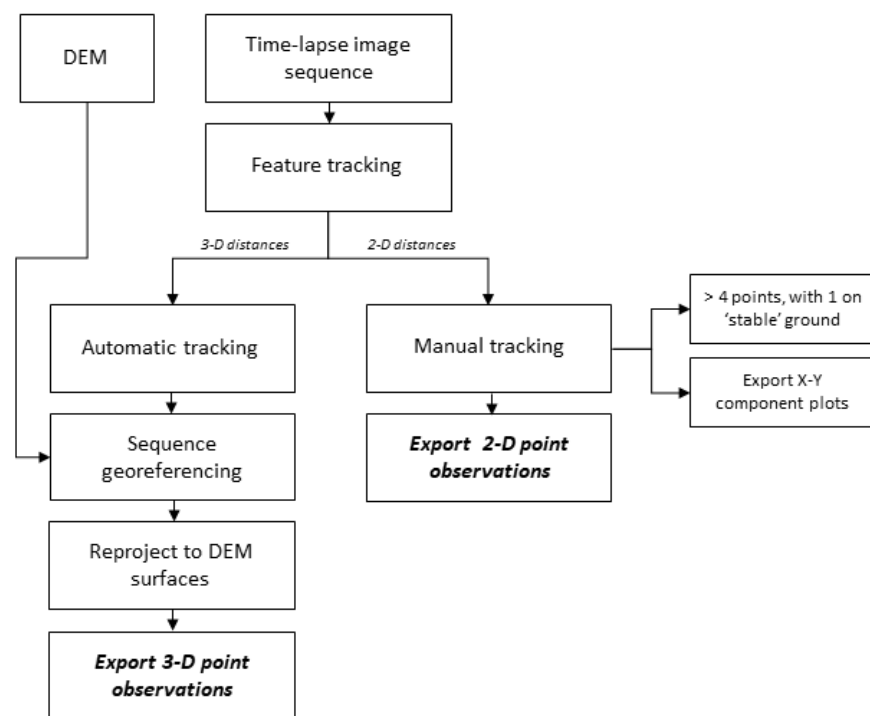 DEM
Time-lapse image
sequence
Feature tracking
3-D distances
2-D distances
Automatic tracking
Manual tracking
> 4 points, with 1 on
‘stable’ ground
Export X-Y
component plots
Sequence
georeferencing
Export 2-D point
observations
Reproject to DEM
surfaces
Export 3-D point
observations